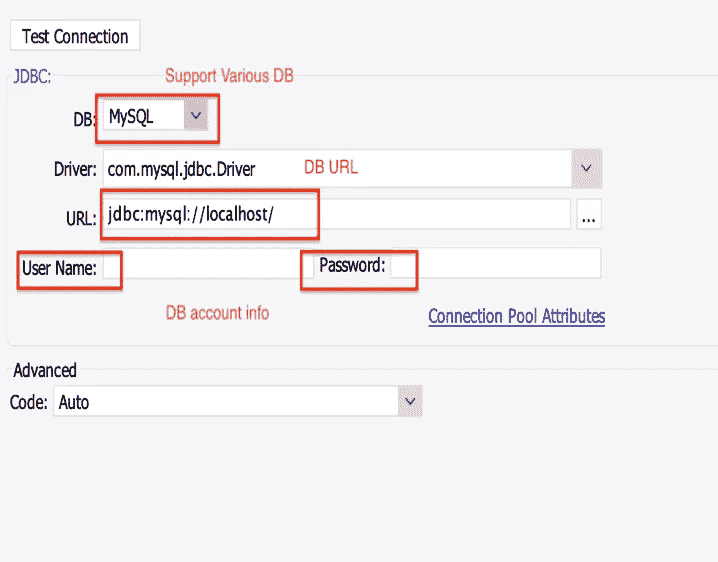 Test Connection
JDBC: Support Various DB
DB: MySQL
Driver: com.mysql.jdbc.Driver DB URL
URL: jdbc:mysql://localhost/ ...
User Name: Password:
DB account info Connection Pool Attributes
Advanced
Code: Auto